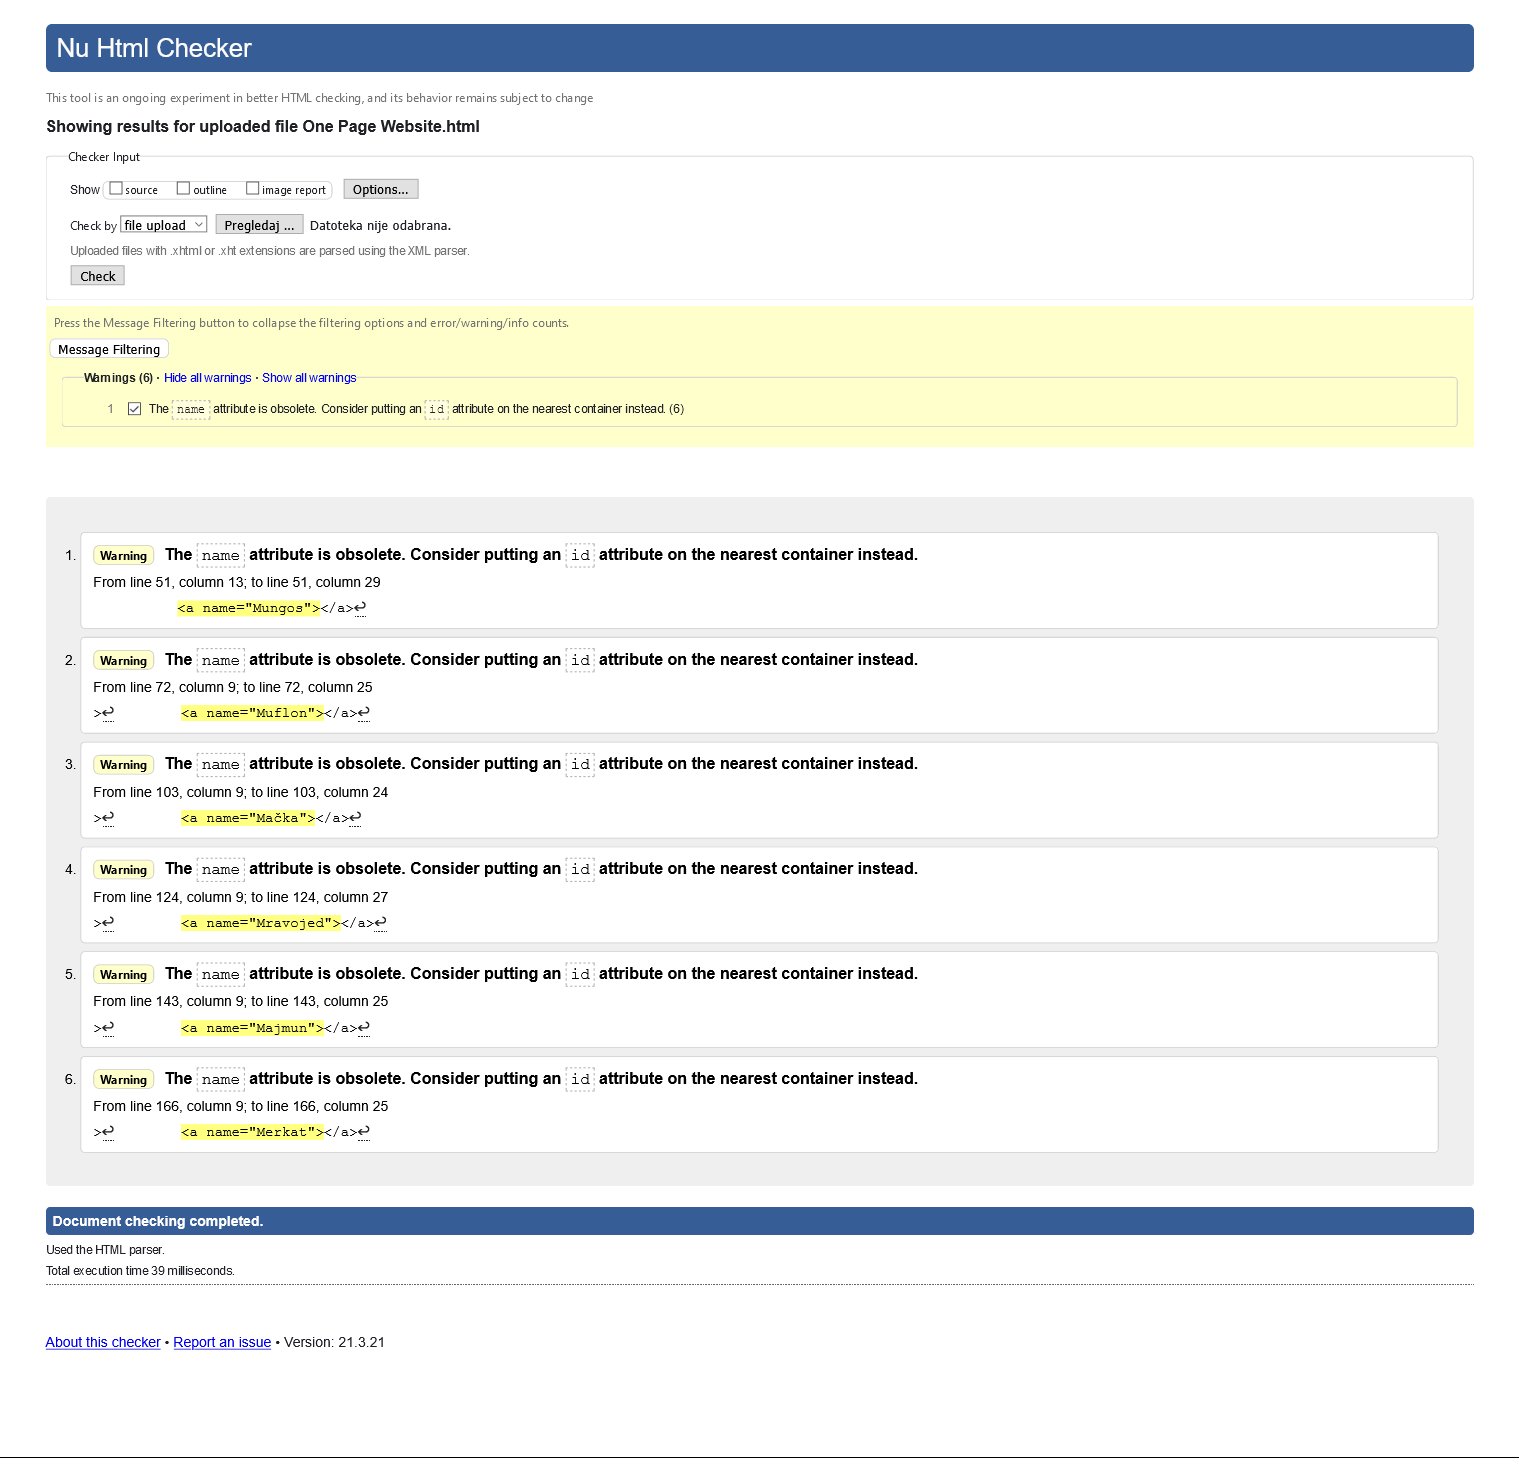 Nu Html Checker
This tool is an ongoing experiment in better HTML checking, and its behavior remains subject to change
Showing results for uploaded file One Page Website.html
Checker Input
Show source outline image report Options...
Check by file upload Pregledaj ... Datoteka nije odabrana.
Uploaded files with .xhtml or .xht extensions are parsed using the XML parser.
Check
Press the Message Filtering button to collapse the filtering options and error/warning/info counts.
Message Filtering
Warnings (6) · Hide all warnings · Show all warnings
1 The name attribute is obsolete. Consider putting an id attribute on the nearest container instead. (6)
1. Warning The name attribute is obsolete. Consider putting an id attribute on the nearest container instead.
From line 51, column 13; to line 51, column 29
<a name="Mungos"></a>↩
2. Warning The name attribute is obsolete. Consider putting an id attribute on the nearest container instead.
From line 72, column 9; to line 72, column 25
>↩ <a name="Muflon"></a>↩
3. Warning The name attribute is obsolete. Consider putting an id attribute on the nearest container instead.
From line 103, column 9; to line 103, column 24
>↩ <a name="Mačka"></a>↩
4. Warning The name attribute is obsolete. Consider putting an id attribute on the nearest container instead.
From line 124, column 9; to line 124, column 27
>↩ <a name="Mravojed"></a>↩
5. Warning The name attribute is obsolete. Consider putting an id attribute on the nearest container instead.
From line 143, column 9; to line 143, column 25
>↩ <a name="Majmun"></a>↩
6. Warning The name attribute is obsolete. Consider putting an id attribute on the nearest container instead.
From line 166, column 9; to line 166, column 25
>↩ <a name="Merkat"></a>↩
Document checking completed.
Used the HTML parser.
Total execution time 39 milliseconds.
About this checker • Report an issue • Version: 21.3.21